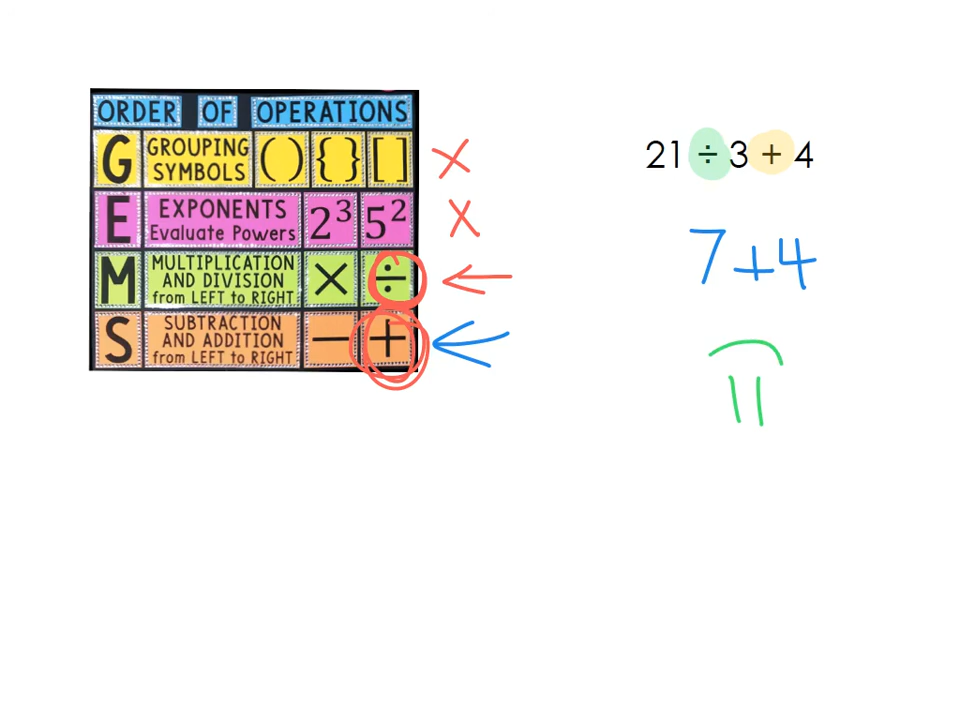 ORDER OF OPERATIONS
G GROUPING SYMBOLS ( ) { } [ ] X
E EXPONENTS Evaluate Powers 2³ 5² X
M MULTIPLICATION AND DIVISION from LEFT to RIGHT × ÷
S SUBTRACTION AND ADDITION from LEFT to RIGHT − +
21 ÷ 3 + 4
7+4
11